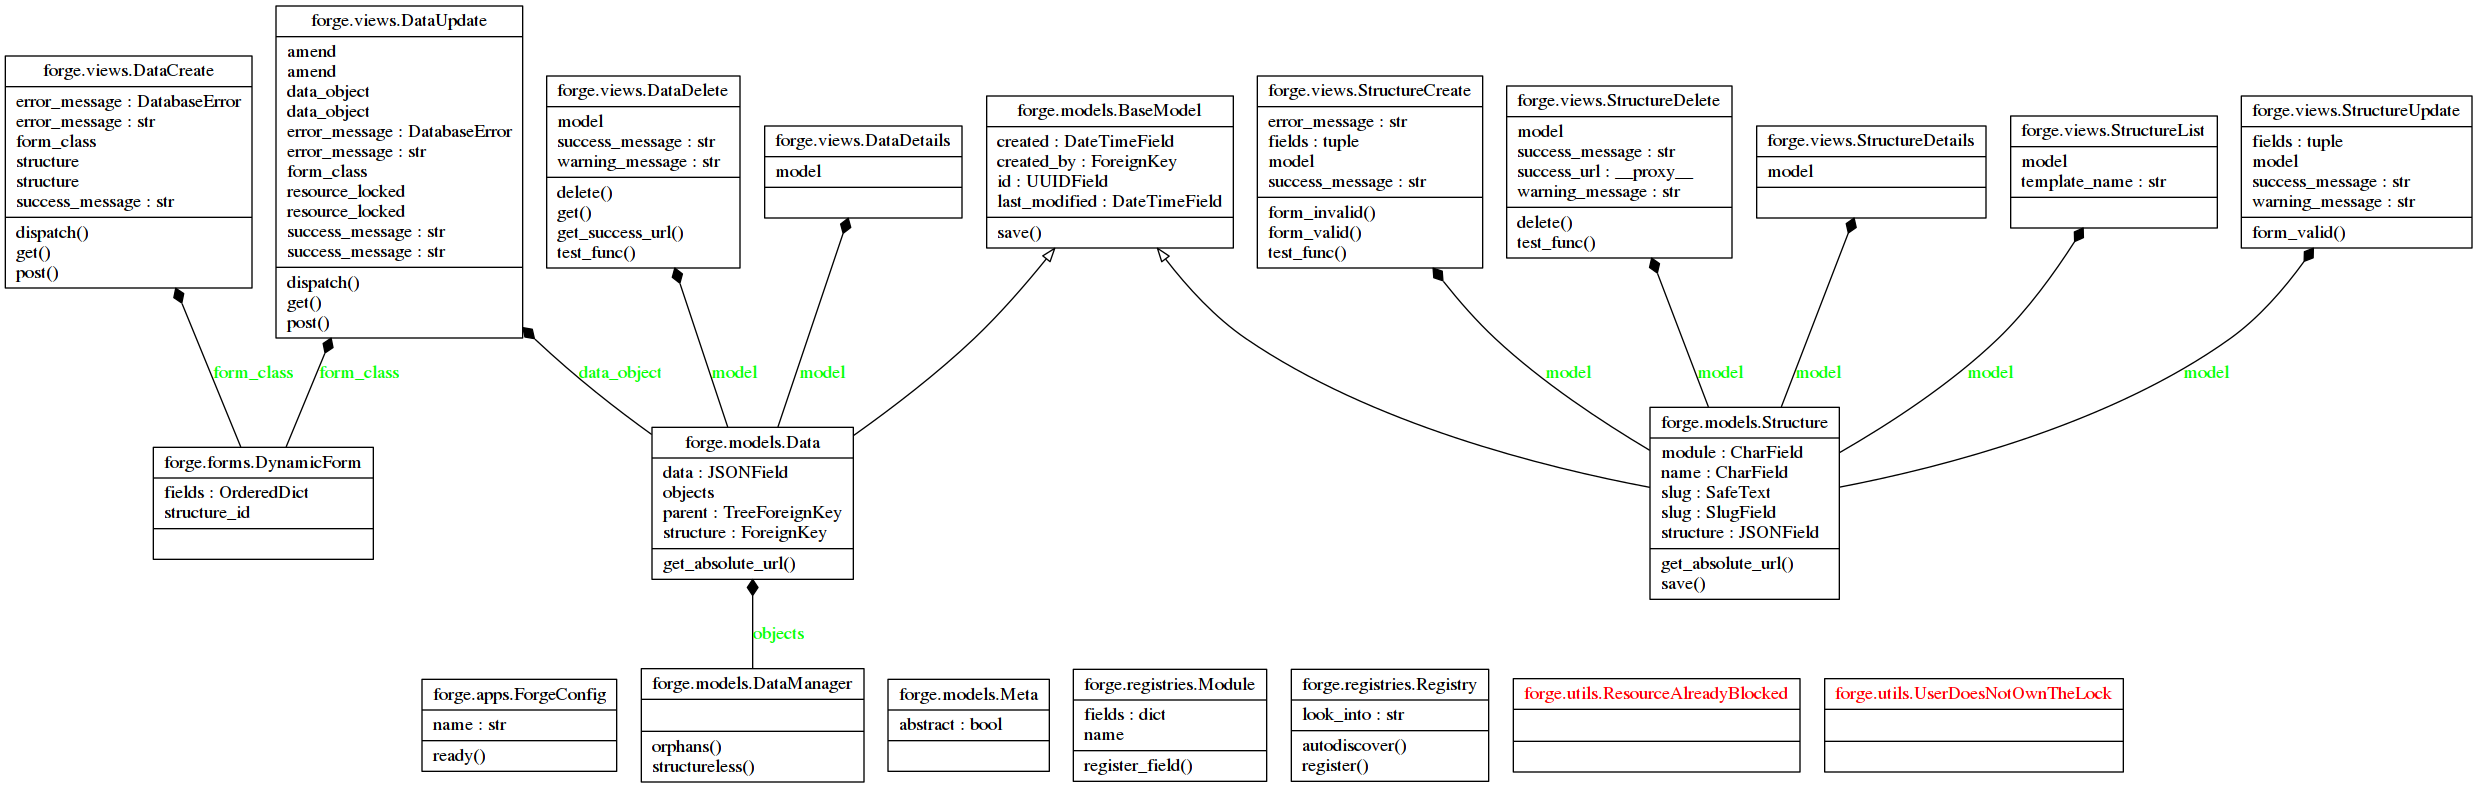 forge.views.DataCreate
error_message : DatabaseError
error_message : str
form_class
structure
structure
success_message : str
dispatch()
get()
post()
forge.views.DataUpdate
amend
amend
data_object
data_object
error_message : DatabaseError
error_message : str
form_class
resource_locked
resource_locked
success_message : str
success_message : str
dispatch()
get()
post()
forge.views.DataDelete
model
success_message : str
warning_message : str
delete()
get()
get_success_url()
test_func()
forge.views.DataDetails
model
forge.models.BaseModel
created : DateTimeField
created_by : ForeignKey
id : UUIDField
last_modified : DateTimeField
save()
forge.views.StructureCreate
error_message : str
fields : tuple
model
success_message : str
form_invalid()
form_valid()
test_func()
forge.views.StructureDelete
model
success_message : str
success_url : __proxy__
warning_message : str
delete()
test_func()
forge.views.StructureDetails
model
forge.views.StructureList
model
template_name : str
forge.views.StructureUpdate
fields : tuple
model
success_message : str
warning_message : str
form_valid()
form_class
form_class
data_object
model
model
model
model
model
model
model
forge.forms.DynamicForm
fields : OrderedDict
structure_id
forge.models.Data
data : JSONField
objects
parent : TreeForeignKey
structure : ForeignKey
get_absolute_url()
forge.models.Structure
module : CharField
name : CharField
slug : SafeText
slug : SlugField
structure : JSONField
get_absolute_url()
save()
objects
forge.apps.ForgeConfig
name : str
ready()
forge.models.DataManager
orphans()
structureless()
forge.models.Meta
abstract : bool
forge.registries.Module
fields : dict
name
register_field()
forge.registries.Registry
look_into : str
autodiscover()
register()
forge.utils.ResourceAlreadyBlocked
forge.utils.UserDoesNotOwnTheLock